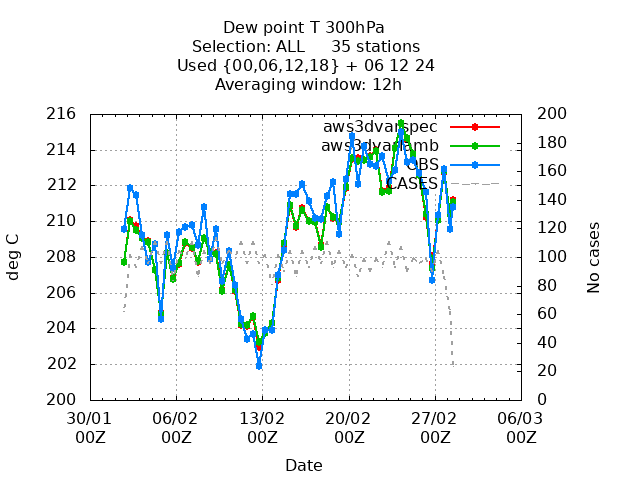 Dew point T 300hPa
Selection: ALL     35 stations
Used {00,06,12,18} + 06 12 24
Averaging window: 12h
216
214
212
210
208
206
204
202
200
deg C
200
180
160
140
120
100
80
60
40
20
0
No cases
aws3dvarspec
aws3dvarlamb
OBS
CASES
30/01 06/02 13/02 20/02 27/02 06/03
00Z 00Z 00Z 00Z 00Z 00Z
Date